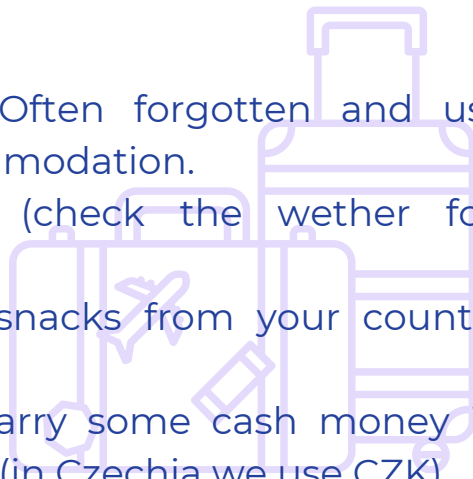 Often forgotten and us
modation.
(check the wether fo
snacks from your count
arry some cash money
(in Czechia we use CZK)